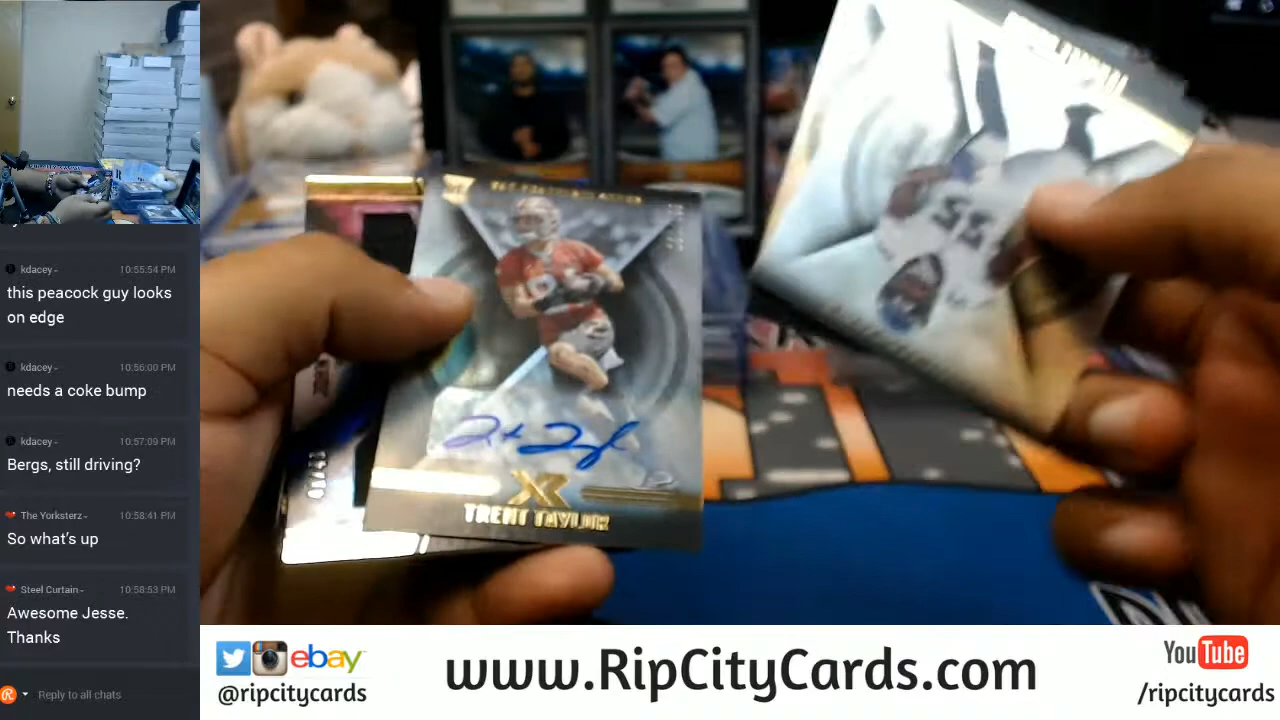 kdacey-
10:55:54 PM
this peacock guy looks
on edge
kdacey-
10:56:00 PM
needs a coke bump
kdacey-
10:57:09 PM
Bergs, still driving?
The Yorksterz-
10:58:41 PM
So what's up
Steel Curtain-
10:58:53 PM
Awesome Jesse.
Thanks
Reply to all chats
XR
TRENT TAYLOR
22
ebay
@ripcitycards
www.RipCityCards.com
YouTube
/ripcitycards